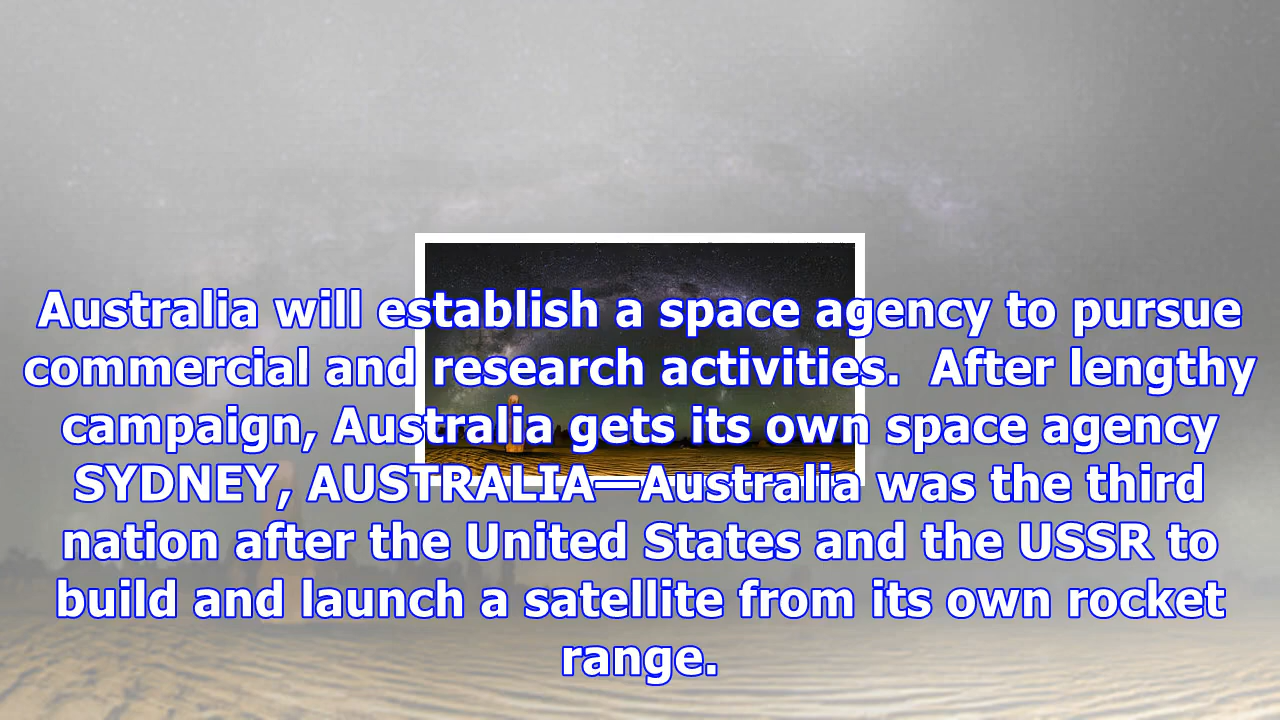 Australia will establish a space agency to pursue
commercial and research activities.  After lengthy
campaign, Australia gets its own space agency
SYDNEY, AUSTRALIA—Australia was the third
nation after the United States and the USSR to
build and launch a satellite from its own rocket
range.